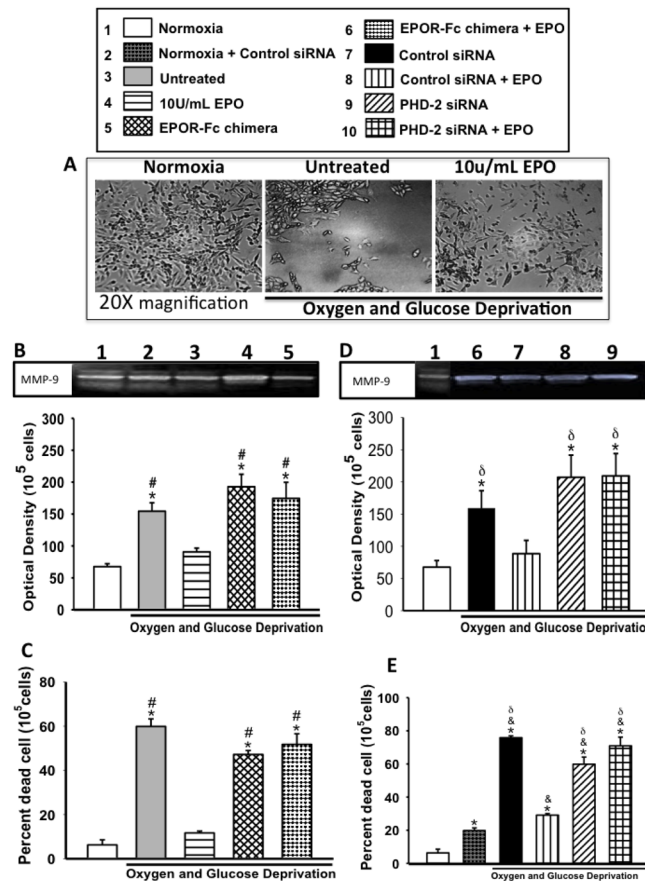 1 Normoxia
2 Normoxia + Control siRNA
3 Untreated
4 10U/mL EPO
5 EPOR-Fc chimera
6 EPOR-Fc chimera + EPO
7 Control siRNA
8 Control siRNA + EPO
9 PHD-2 siRNA
10 PHD-2 siRNA + EPO
A Normoxia Untreated 10u/mL EPO
20X magnification Oxygen and Glucose Deprivation
B 1 2 3 4 5
MMP-9
300
250
200
150
100
50
0
Optical Density (10⁵ cells)
# *
# *
# *
Oxygen and Glucose Deprivation
D 1 6 7 8 9
MMP-9
300
250
200
150
100
50
0
Optical Density (10⁵ cells)
δ *
δ *
δ *
Oxygen and Glucose Deprivation
C
80
60
40
20
0
Percent dead cell (10⁵cells)
# *
# *
# *
Oxygen and Glucose Deprivation
E
100
80
60
40
20
0
Percent dead cell (10⁵cells)
*
δ & *
& *
δ & *
δ & *
Oxygen and Glucose Deprivation